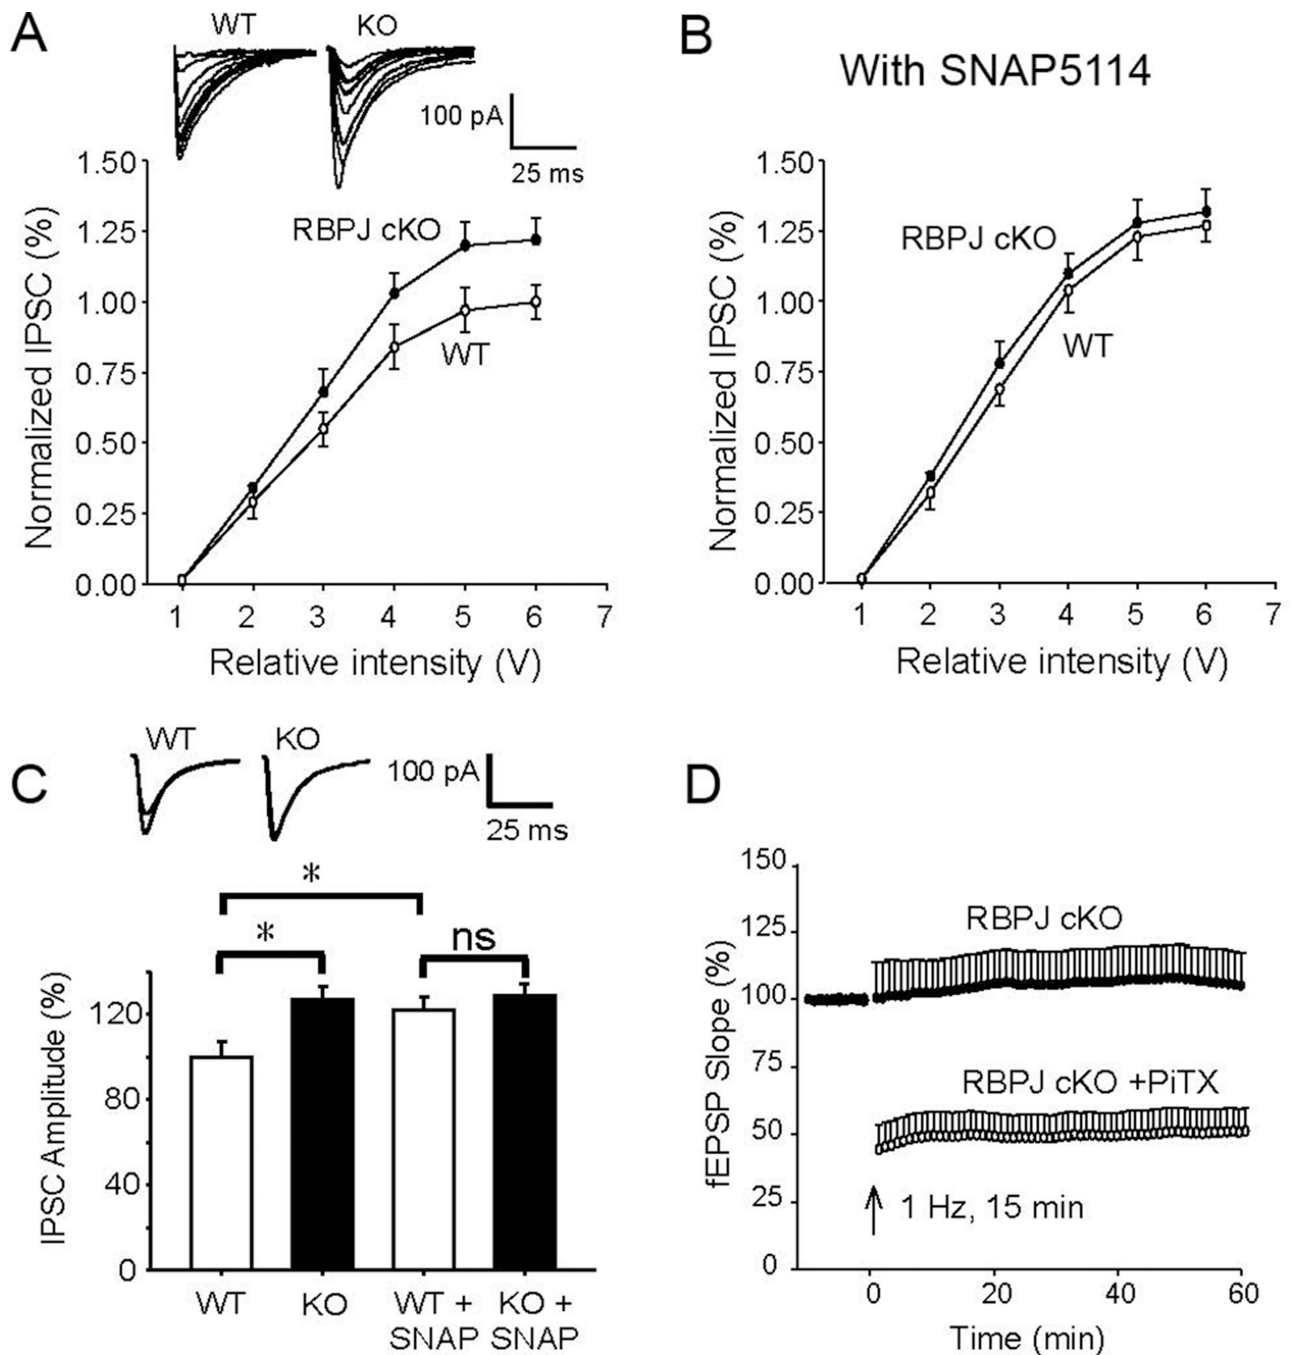 A
WT
KO
100 pA
25 ms
1.50
1.25
1.00
0.75
0.50
0.25
0.00
Normalized IPSC (%)
RBPJ cKO
WT
1 2 3 4 5 6 7
Relative intensity (V)
B
With SNAP5114
1.50
1.25
1.00
0.75
0.50
0.25
0.00
Normalized IPSC (%)
RBPJ cKO
WT
1 2 3 4 5 6 7
Relative intensity (V)
C
WT
KO
100 pA
25 ms
*
*
ns
120
80
40
0
IPSC Amplitude (%)
WT KO WT + KO +
SNAP SNAP
D
150
125
100
75
50
25
0
fEPSP Slope (%)
RBPJ cKO
RBPJ cKO +PiTX
1 Hz, 15 min
0 20 40 60
Time (min)